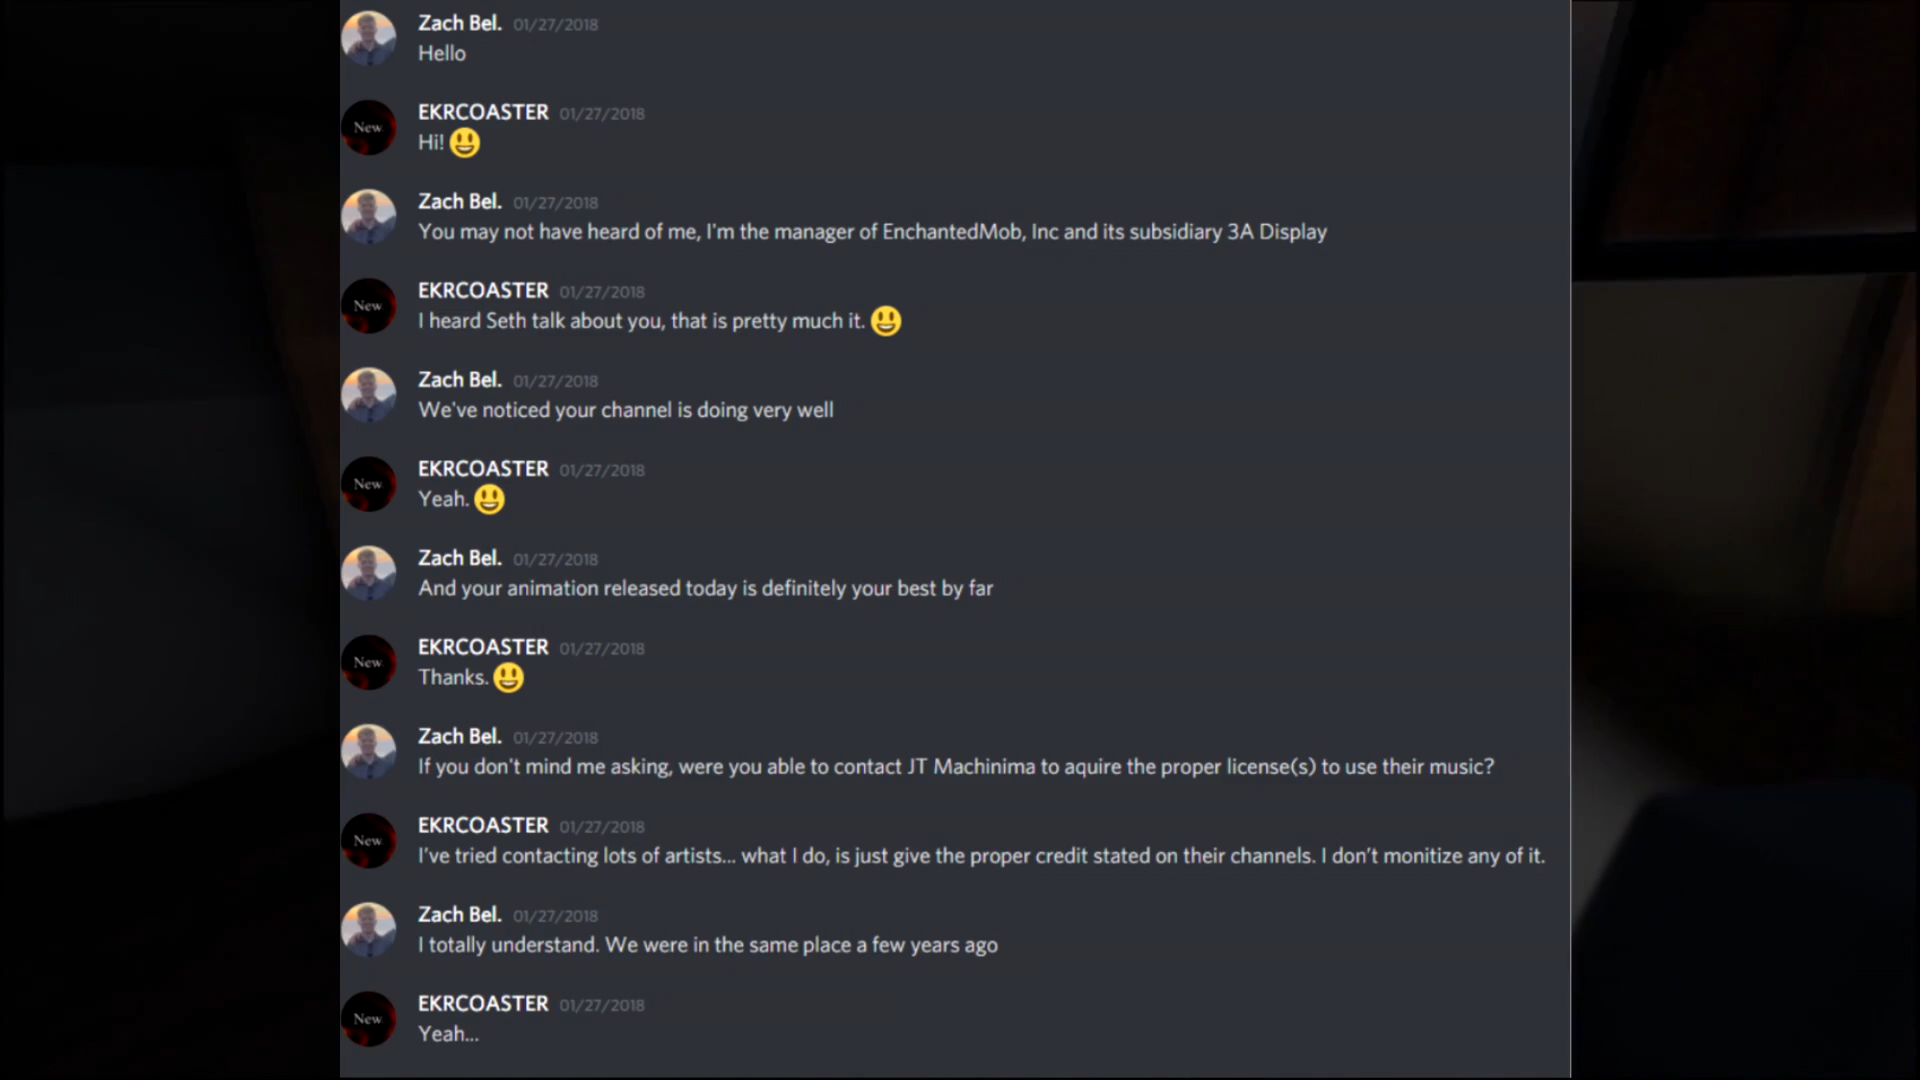 Zach Bel. 01/27/2018
Hello
EKRCOASTER 01/27/2018
New
Hi! 😃
Zach Bel. 01/27/2018
You may not have heard of me, I'm the manager of EnchantedMob, Inc and its subsidiary 3A Display
EKRCOASTER 01/27/2018
New
I heard Seth talk about you, that is pretty much it. 😃
Zach Bel. 01/27/2018
We've noticed your channel is doing very well
EKRCOASTER 01/27/2018
New
Yeah. 😃
Zach Bel. 01/27/2018
And your animation released today is definitely your best by far
EKRCOASTER 01/27/2018
New
Thanks. 😃
Zach Bel. 01/27/2018
If you don't mind me asking, were you able to contact JT Machinima to aquire the proper license(s) to use their music?
EKRCOASTER 01/27/2018
New
I've tried contacting lots of artists... what I do, is just give the proper credit stated on their channels. I don't monitize any of it.
Zach Bel. 01/27/2018
I totally understand. We were in the same place a few years ago
EKRCOASTER 01/27/2018
New
Yeah...